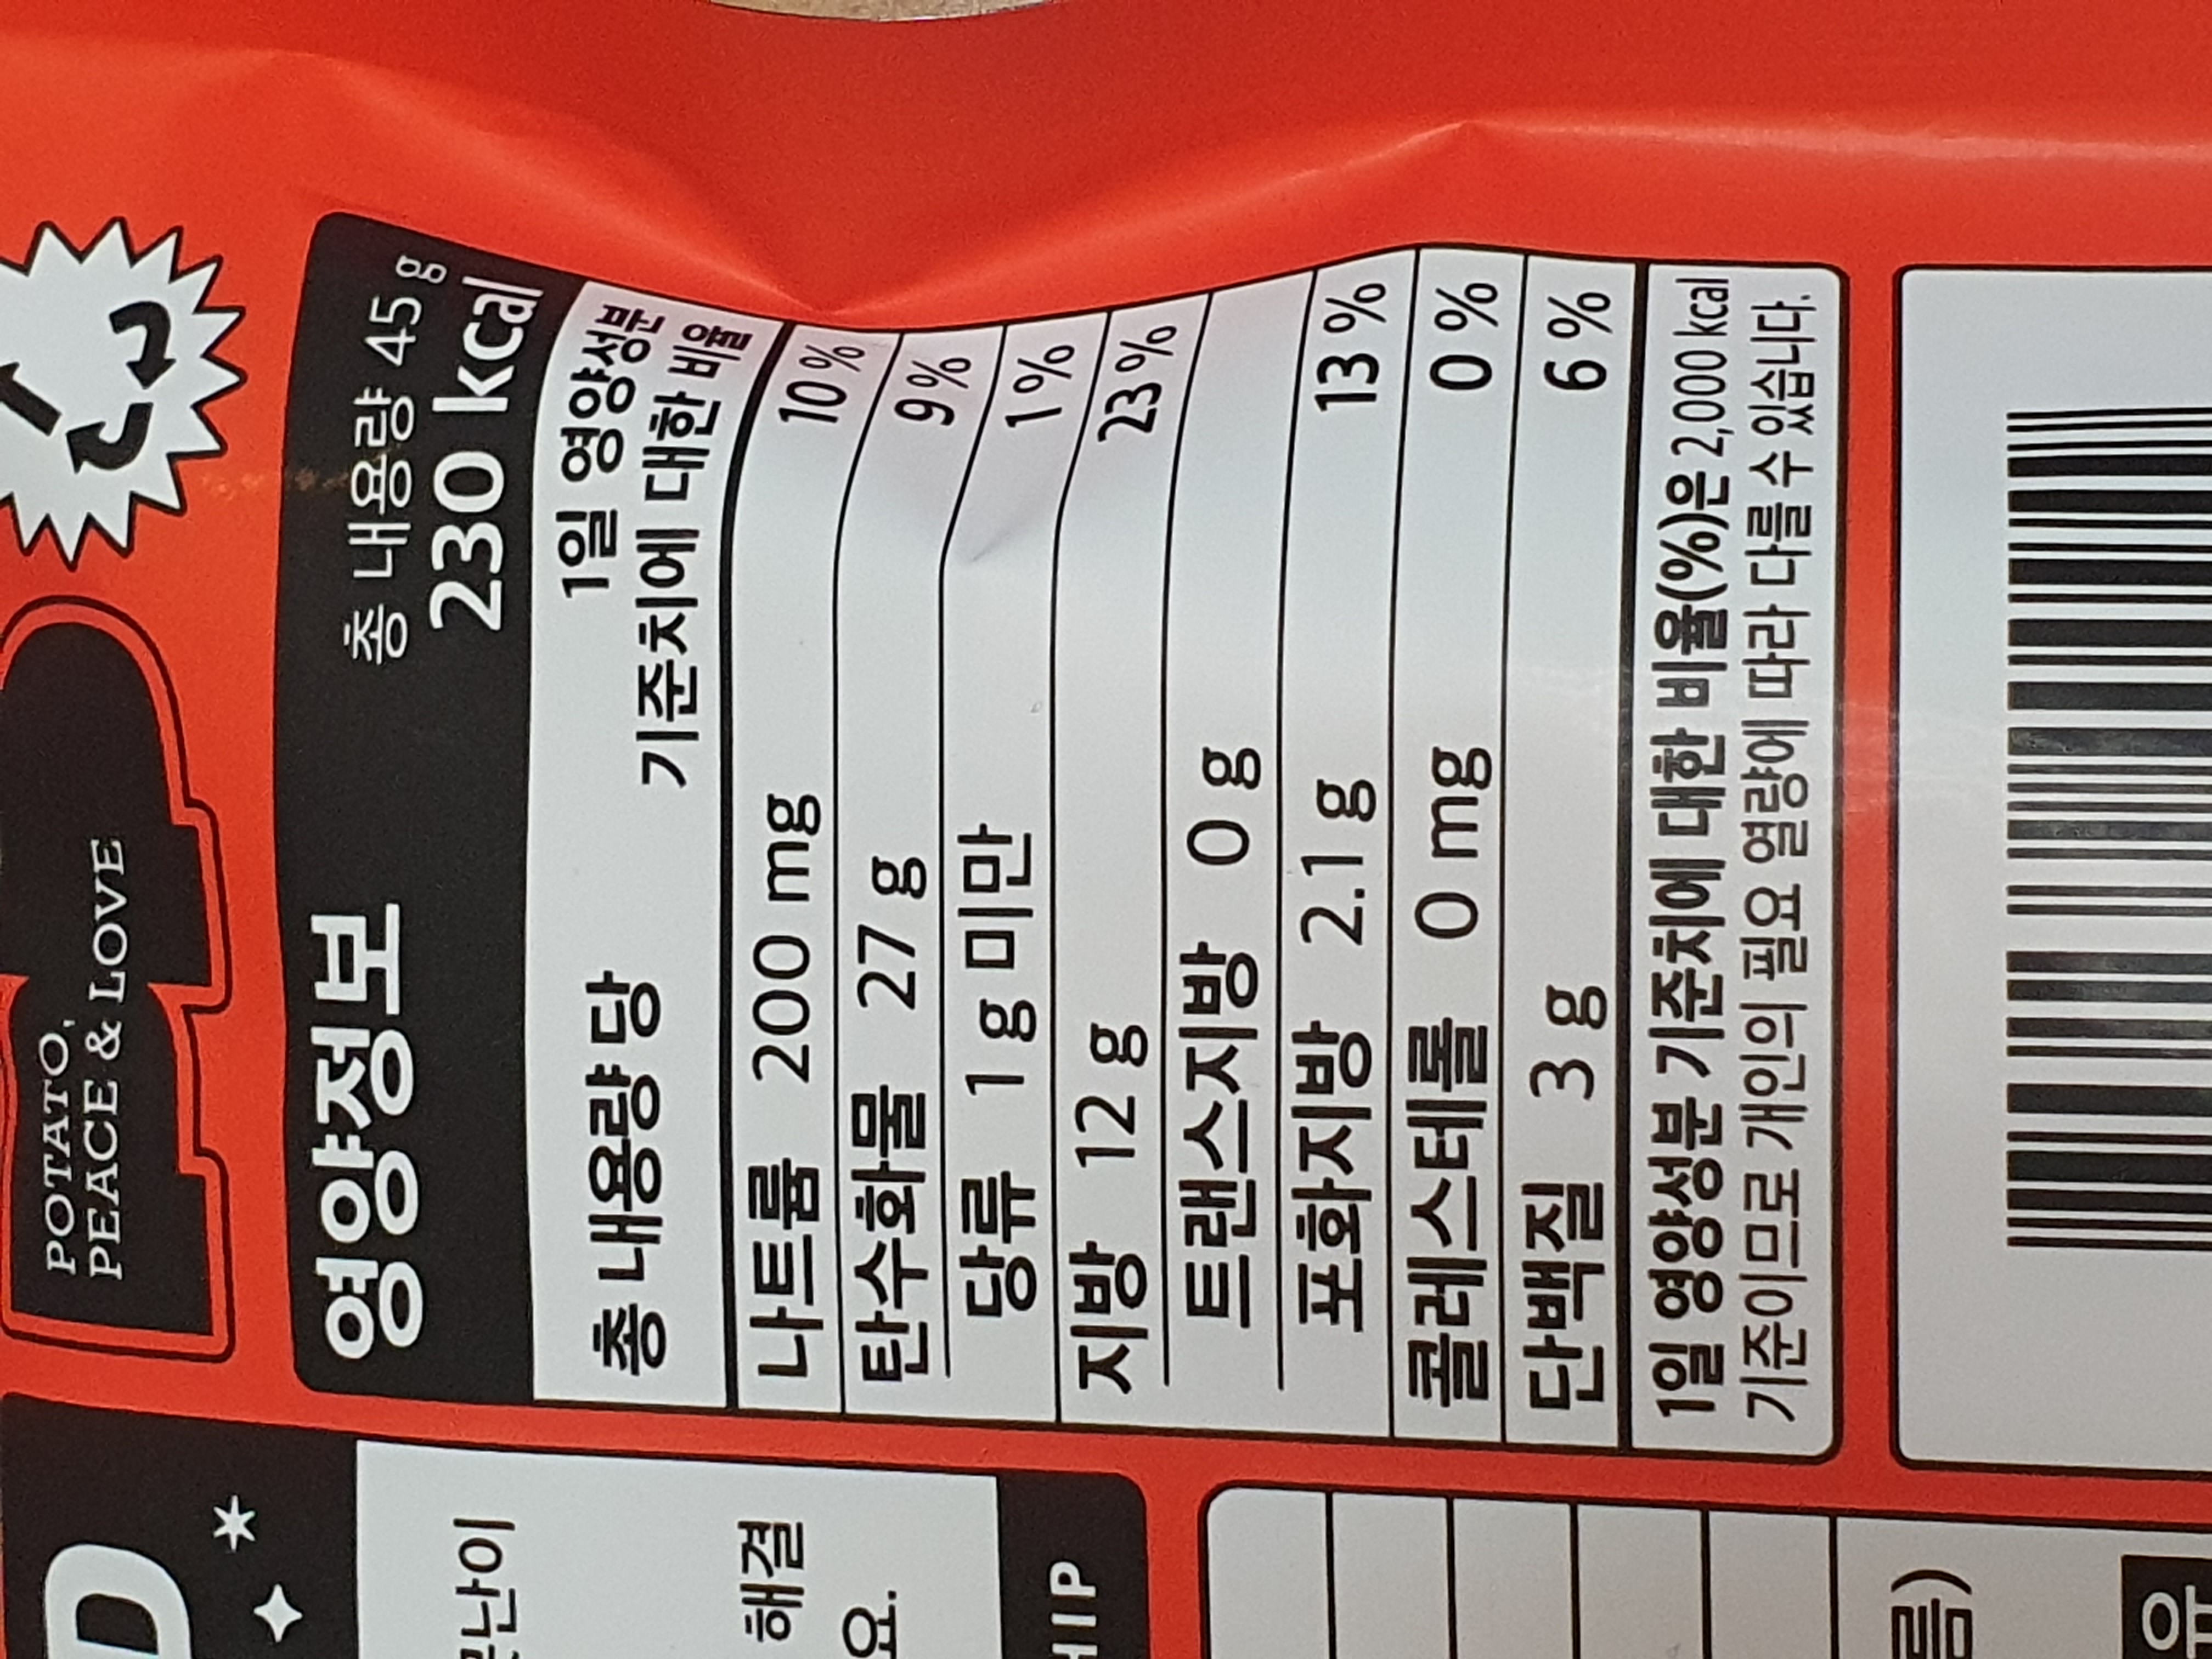 POTATO,
PEACE & LOVE
영양정보
총 내용량 45 g
230 kcal
총 내용량 당
1일 영양성분
기준치에 대한 비율
나트륨 200 mg 10 %
탄수화물 27 g 9 %
당류 1 g 미만 1 %
지방 12 g 23 %
트랜스지방 0 g
포화지방 2.1 g 13 %
콜레스테롤 0 mg 0 %
단백질 3 g 6 %
1일 영양성분 기준치에 대한 비율(%)은 2,000 kcal
기준이므로 개인의 필요 열량에 따라 다를 수 있습니다.
해결
요.